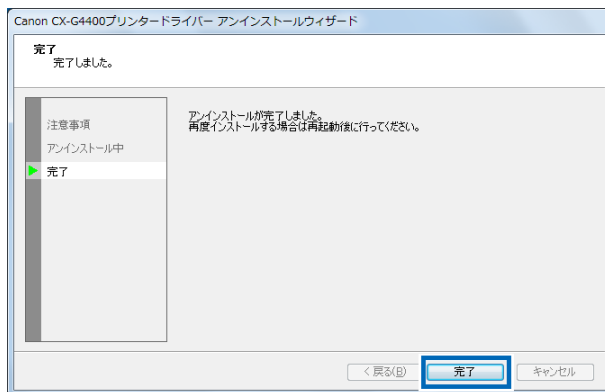 Canon CX-G4400プリンタードライバー アンインストールウィザード
完了
完了しました。
注意事項
アンインストール中
完了
アンインストールが完了しました。
再度インストールする場合は再起動後に行ってください。
< 戻る(B)
完了
キャンセル